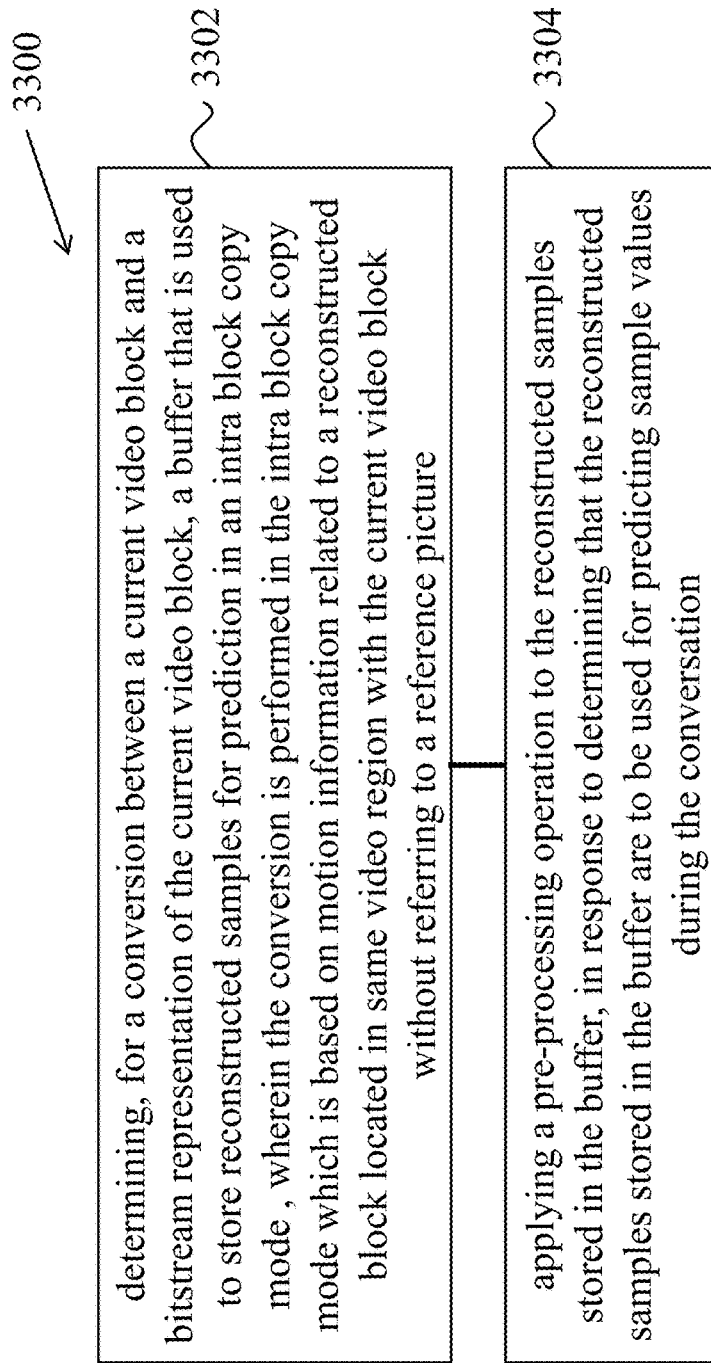 3300
determining, for a conversion between a current video block and a
bitstream representation of the current video block, a buffer that is used
to store reconstructed samples for prediction in an intra block copy
mode , wherein the conversion is performed in the intra block copy
mode which is based on motion information related to a reconstructed
block located in same video region with the current video block
without referring to a reference picture
3302
applying a pre-processing operation to the reconstructed samples
stored in the buffer, in response to determining that the reconstructed
samples stored in the buffer are to be used for predicting sample values
during the conversation
3304